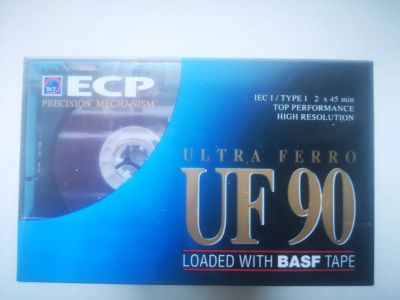 ECP
PRECISION MECHANISM
IEC I / TYPE I 2 x 45 min
TOP PERFORMANCE
HIGH RESOLUTION
ULTRA FERRO
UF 90
LOADED WITH BASF TAPE